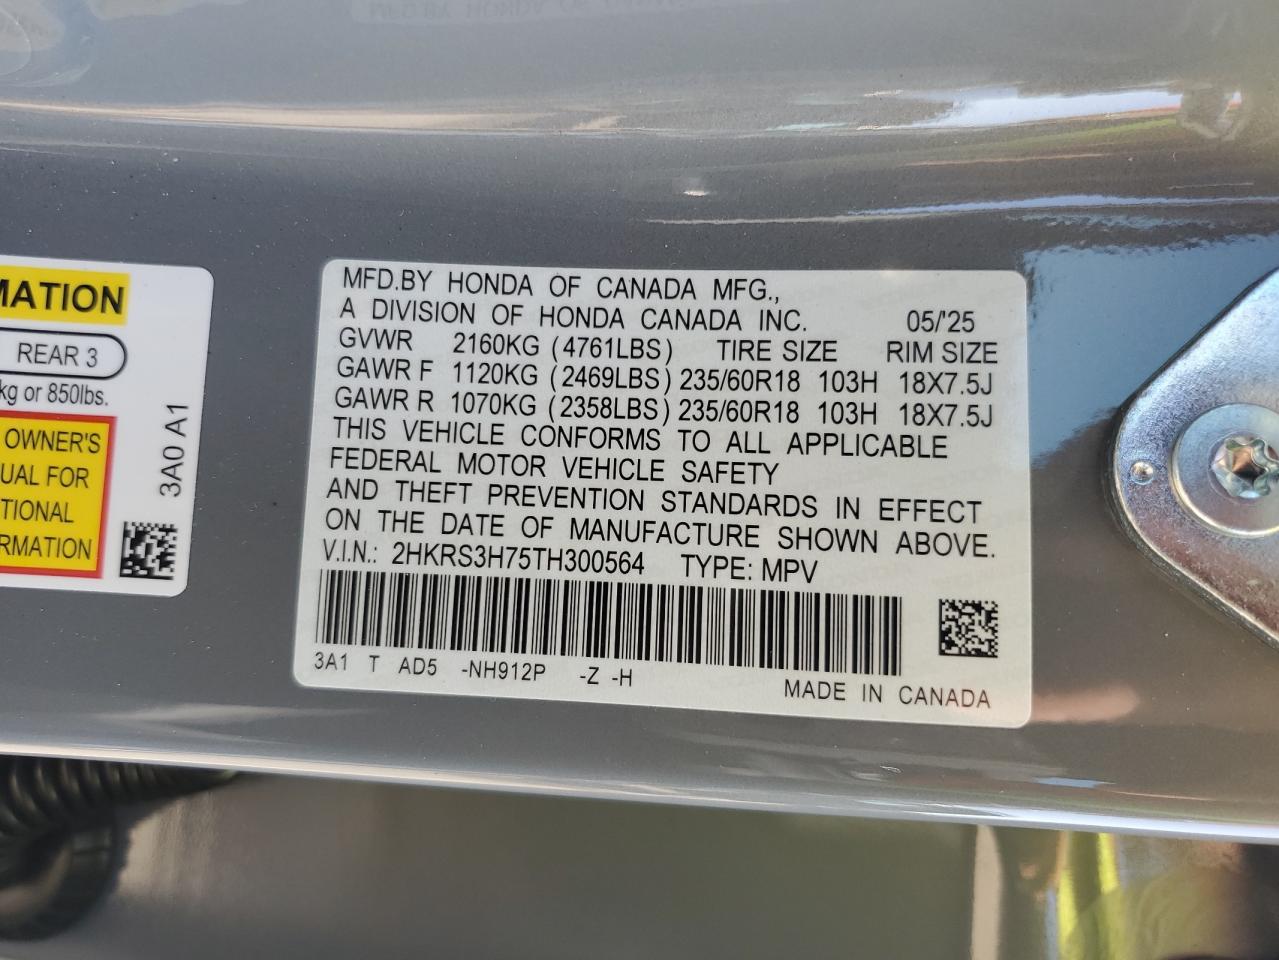 MATION
REAR 3
kg or 850lbs.
OWNER'S
UAL FOR
TIONAL
RMATION
3A0 A1
MFD.BY HONDA OF CANADA MFG.,
A DIVISION OF HONDA CANADA INC. 05/'25
GVWR 2160KG (4761LBS) TIRE SIZE RIM SIZE
GAWR F 1120KG (2469LBS) 235/60R18 103H 18X7.5J
GAWR R 1070KG (2358LBS) 235/60R18 103H 18X7.5J
THIS VEHICLE CONFORMS TO ALL APPLICABLE
FEDERAL MOTOR VEHICLE SAFETY
AND THEFT PREVENTION STANDARDS IN EFFECT
ON THE DATE OF MANUFACTURE SHOWN ABOVE.
V.I.N.: 2HKRS3H75TH300564 TYPE: MPV
3A1 T AD5 -NH912P -Z -H
MADE IN CANADA